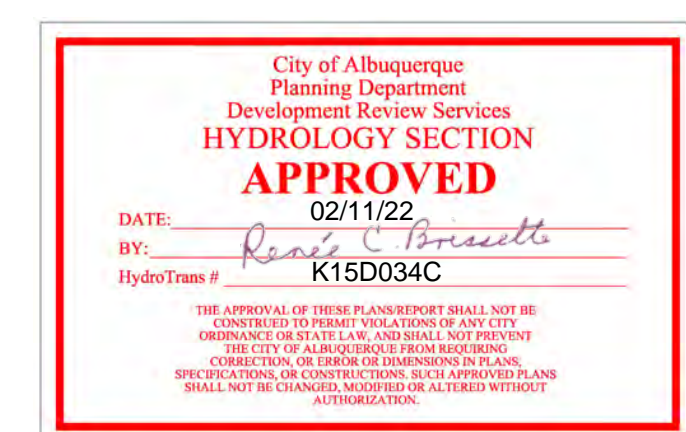 City of Albuquerque
Planning Department
Development Review Services
HYDROLOGY SECTION
APPROVED
DATE: 02/11/22
BY: Renée C. Brissette
HydroTrans # K15D034C
THE APPROVAL OF THESE PLANS/REPORT SHALL NOT BE
CONSTRUED TO PERMIT VIOLATIONS OF ANY CITY
ORDINANCE OR STATE LAW, AND SHALL NOT PREVENT
THE CITY OF ALBUQUERQUE FROM REQUIRING
CORRECTION, OR ERROR OR DIMENSIONS IN PLANS,
SPECIFICATIONS, OR CONSTRUCTIONS. SUCH APPROVED PLANS
SHALL NOT BE CHANGED, MODIFIED OR ALTERED WITHOUT
AUTHORIZATION.